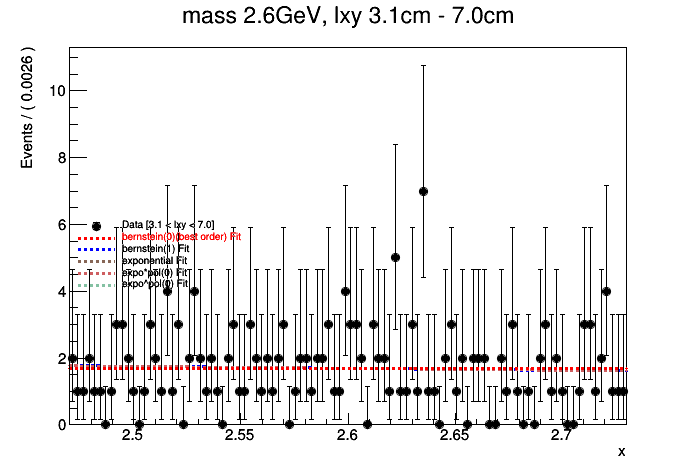 mass 2.6GeV, lxy 3.1cm - 7.0cm
Events / ( 0.0026 )
10
8
6
4
2
0
Data [3.1 < lxy < 7.0]
bernstein(0)(best order) Fit
bernstein(1) Fit
exponential Fit
expo*pol(0) Fit
expo^pol(0) Fit
2.5
2.55
2.6
2.65
2.7
x